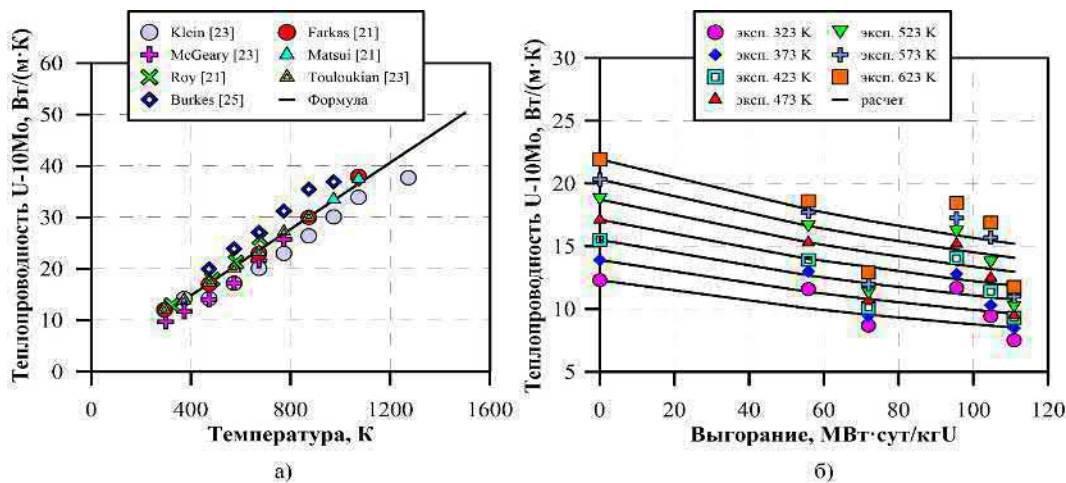 Теплопроводность U-10Mo, Вт/(м·К)
60
50
40
30
20
10
0
0
400
800
1200
1600
Температура, К
Klein [23]
McGeary [23]
Roy [21]
Burkes [25]
Farkas [21]
Matsui [21]
Touloukian [23]
Формула
а)
Теплопроводность U-10Mo, Вт/(м·К)
30
25
20
15
10
5
0
20
40
60
80
100
120
Выгорание, МВт·сут/кгU
эксп. 323 К
эксп. 373 К
эксп. 423 К
эксп. 473 К
эксп. 523 К
эксп. 573 К
эксп. 623 К
расчет
б)